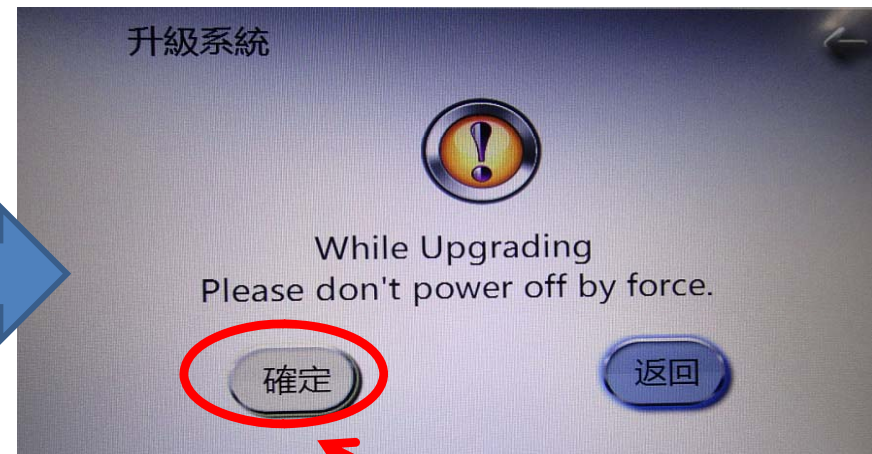 升級系統
While Upgrading
Please don't power off by force.
確定
返回